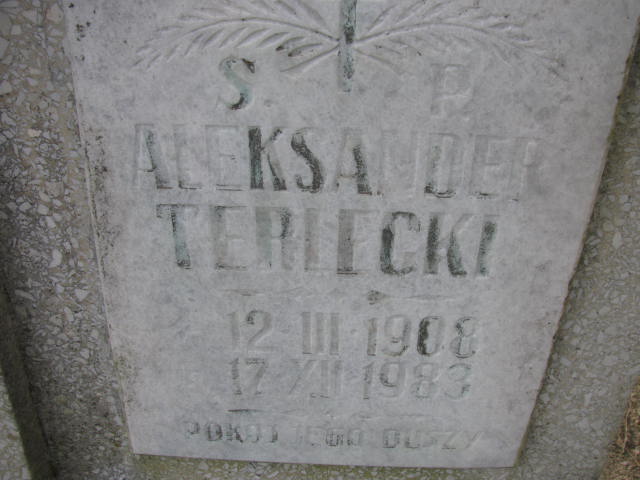 Ś. P.
ALEKSANDER
TERLECKI
12 III 1908
17 XII 1983
POKÓJ JEGO DUSZY